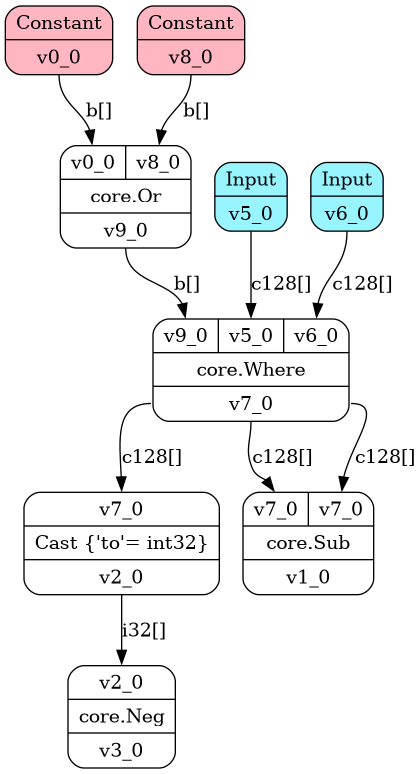 Constant
v0_0
Constant
v8_0
b[]
b[]
v0_0
v8_0
core.Or
v9_0
Input
v5_0
Input
v6_0
b[]
c128[]
c128[]
v9_0
v5_0
v6_0
core.Where
v7_0
c128[]
c128[]
c128[]
v7_0
Cast {'to'= int32}
v2_0
v7_0
v7_0
core.Sub
v1_0
i32[]
v2_0
core.Neg
v3_0